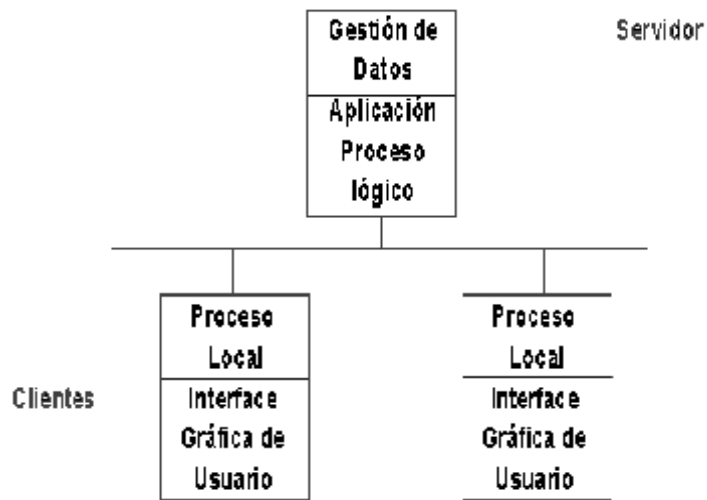 Gestión de
Datos
Servidor
Aplicación
Proceso
lógico
Proceso
Local
Interface
Gráfica de
Usuario
Proceso
Local
Interface
Gráfica de
Usuario
Clientes